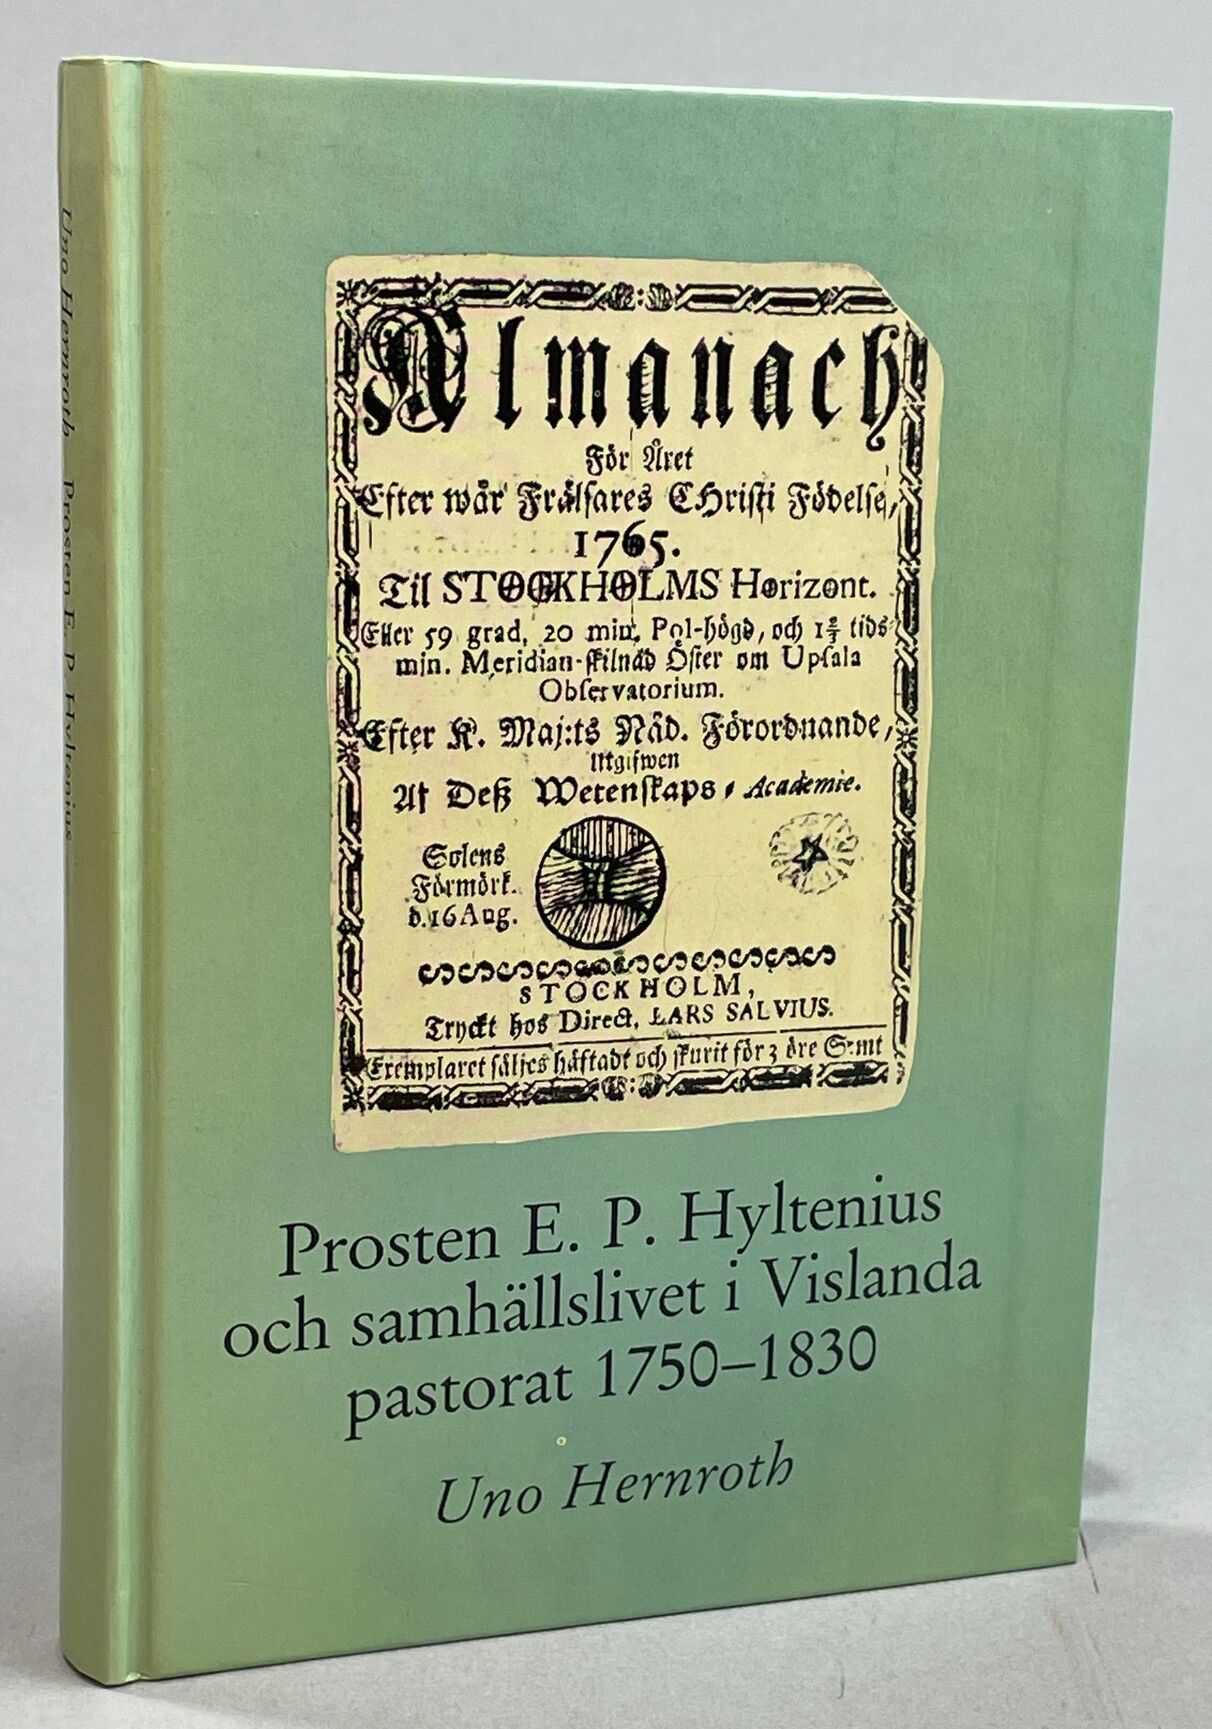 Uno Hernroth Prosten E. P. Hyltenius
Almanach
För Året
Efter wår Frälsares CHristi Födelse,
1765.
Til STOCKHOLMS Horizont.
Eller 59 grad, 20 min. Pol-högd, och 1⅔ tids
min. Meridian-skilnad Öster om Upsala
Observatorium.
Efter K. Maj:ts Nåd. Förordnande,
Utgifwen
Af Deß Wetenskaps, Academie.
Solens
Förmörk.
d. 16 Aug.
STOCKHOLM,
Tryckt hos Direct, LARS SALVIUS.
Exemplaret säljes häftadt och skurit för 3 öre S:mt
Prosten E. P. Hyltenius
och samhällslivet i Vislanda
pastorat 1750–1830
Uno Hernroth